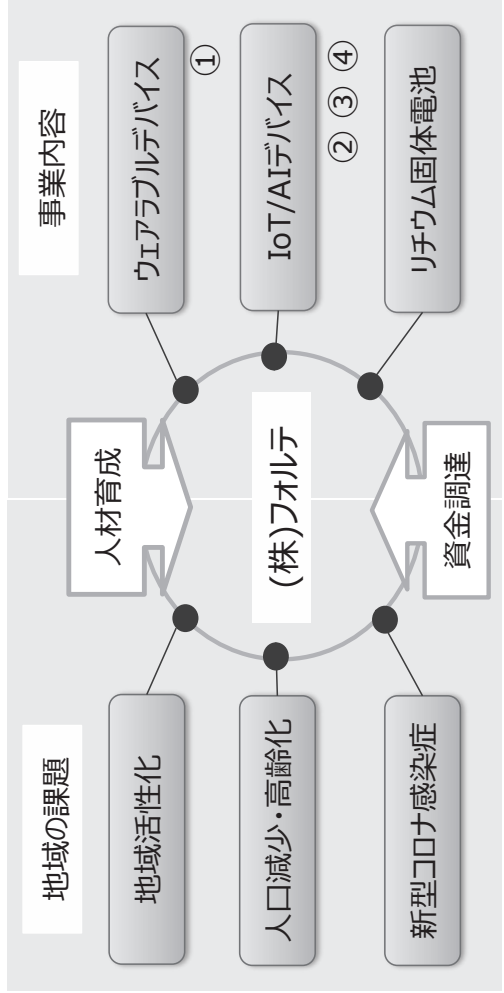 地域の課題
地域活性化
人口減少・高齢化
新型コロナ感染症
人材育成
(株)フォルテ
資金調達
事業内容
ウェアラブルデバイス
①
IoT/AIデバイス
② ③ ④
リチウム固体電池